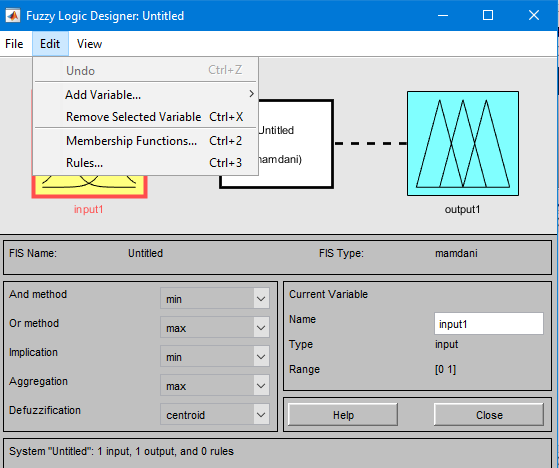 Fuzzy Logic Designer: Untitled
File Edit View
Undo Ctrl+Z
Add Variable...
Remove Selected Variable Ctrl+X
Membership Functions... Ctrl+2
Rules... Ctrl+3
Untitled
(mamdani)
input1
output1
FIS Name: Untitled FIS Type: mamdani
And method min
Or method max
Implication min
Aggregation max
Defuzzification centroid
Current Variable
Name input1
Type input
Range [0 1]
Help Close
System "Untitled": 1 input, 1 output, and 0 rules